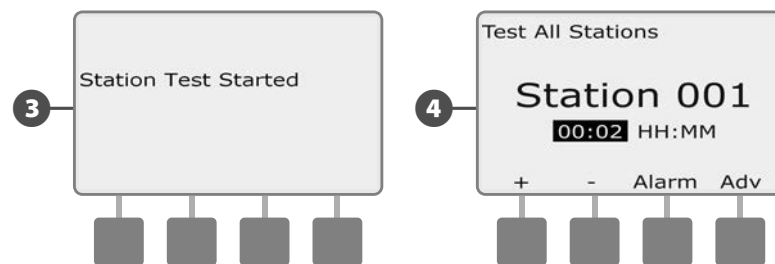 3
Station Test Started
4
Test All Stations
Station 001
00:02 HH:MM
+ - Alarm Adv